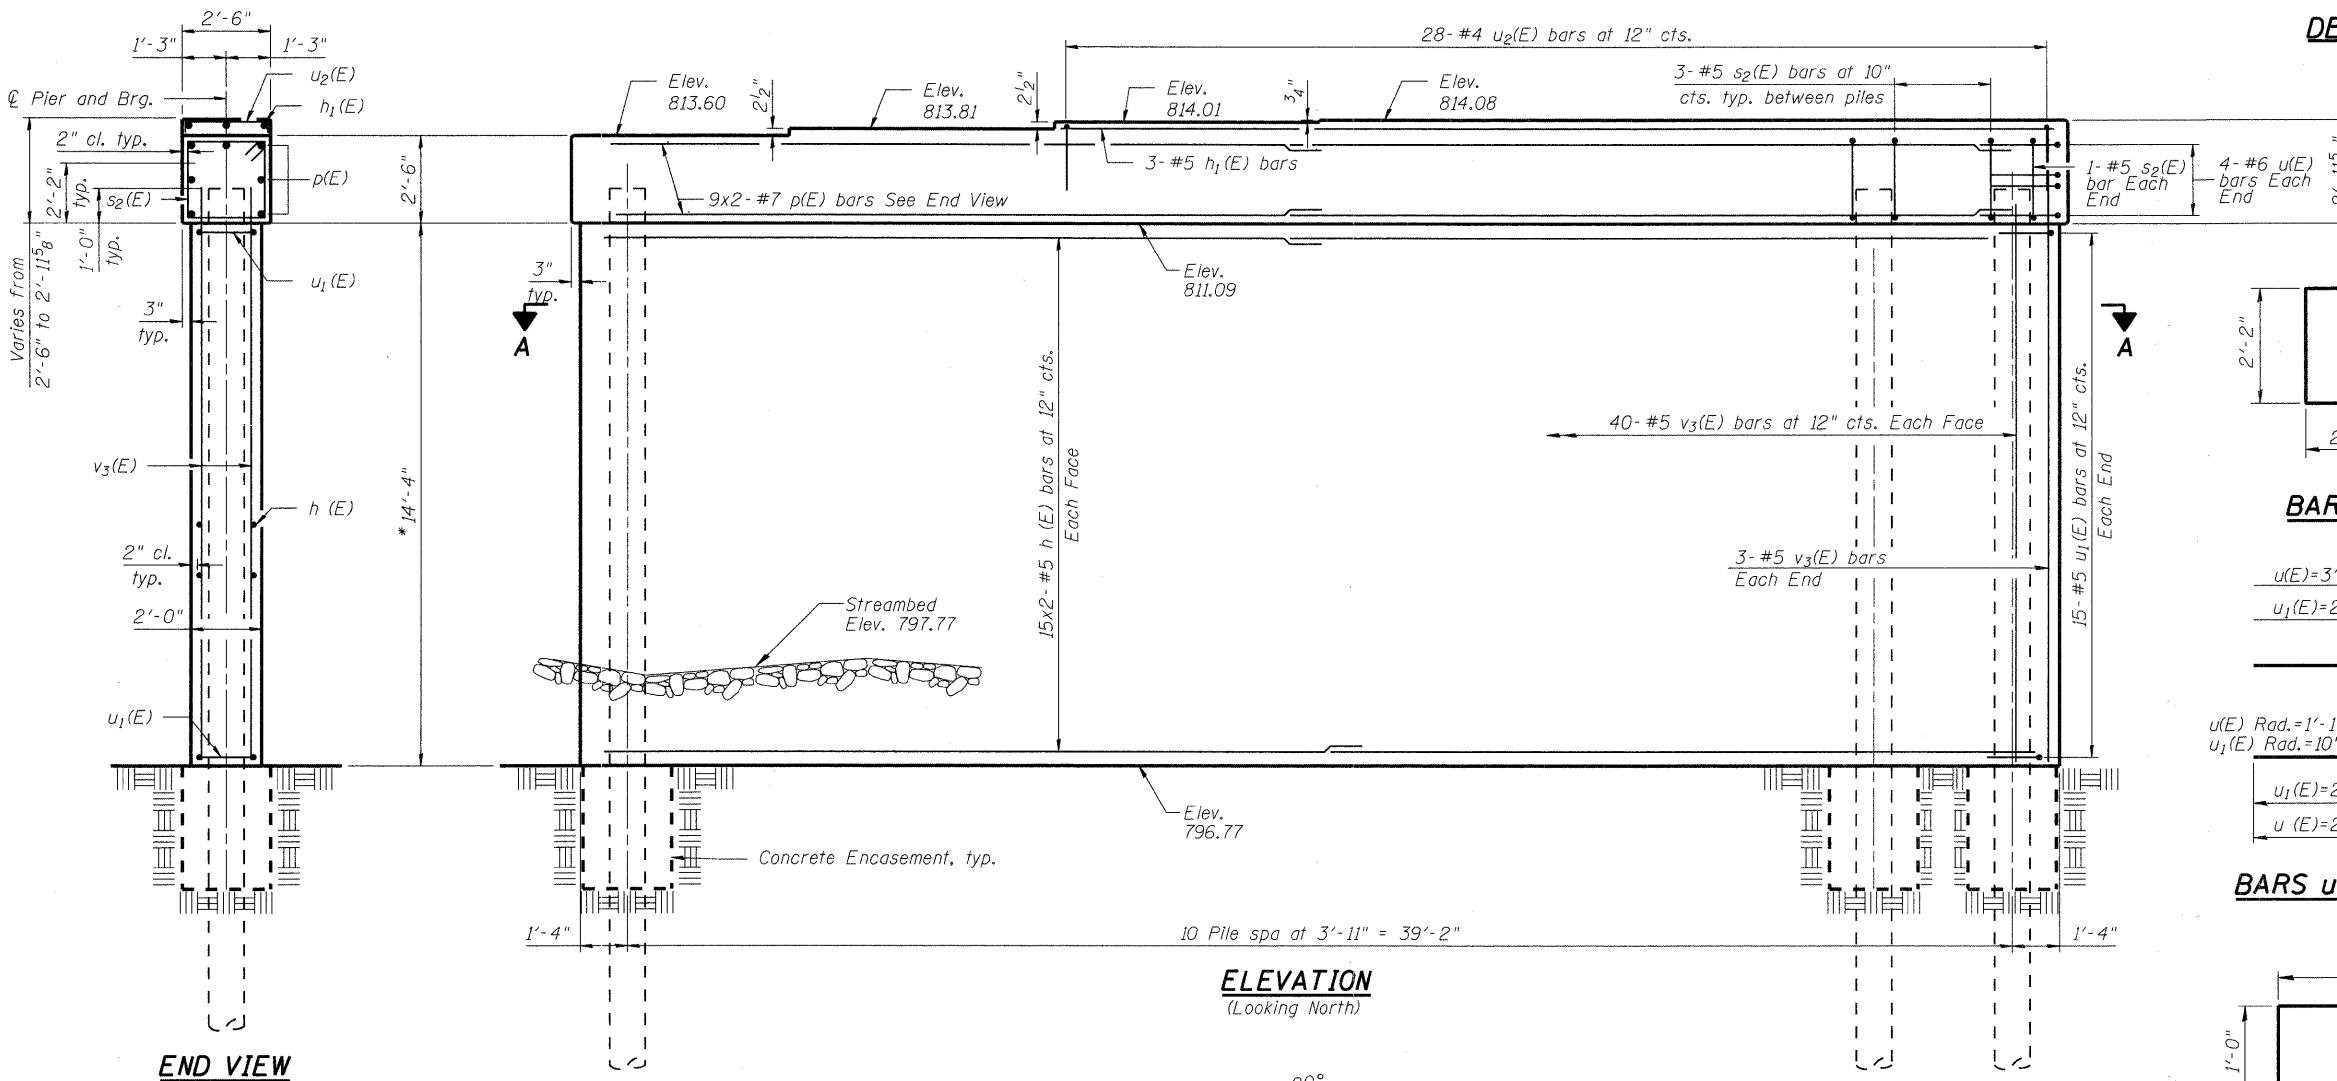 2'-6"
1'-3"
1'-3"
u2(E)
h1(E)
℄ Pier and Brg.
2" cl. typ.
2'-2"
typ.
s2(E)
p(E)
1'-0"
typ.
u1(E)
Varies from
2'-6" to 2'-11⅝"
3"
typ.
v3(E)
h (E)
2" cl.
typ.
2'-0"
u1(E)
END VIEW
28- #4 u2(E) bars at 12" cts.
Elev.
813.60
2½"
Elev.
813.81
2½"
Elev.
814.01
¾"
Elev.
814.08
3- #5 s2(E) bars at 10"
cts. typ. between piles
2'-6"
3- #5 h1(E) bars
9x2- #7 p(E) bars See End View
1- #5 s2(E)
bar Each
End
4- #6 u(E)
bars Each
End
Elev.
811.09
3"
typ.
A
A
*14'-4"
15x2- #5 h (E) bars at 12" cts.
Each Face
40- #5 v3(E) bars at 12" cts. Each Face
3- #5 v3(E) bars
Each End
15- #5 u1(E) bars at 12" cts.
Each End
Streambed
Elev. 797.77
Elev.
796.77
Concrete Encasement, typ.
1'-4"
10 Pile spa at 3'-11" = 39'-2"
1'-4"
ELEVATION
(Looking North)
DE
2'-2"
2
BAR
u(E)=3'
u1(E)=2
u(E) Rad.=1'-1
u1(E) Rad.=10"
u1(E)=2
u (E)=2
BARS u
1'-0"